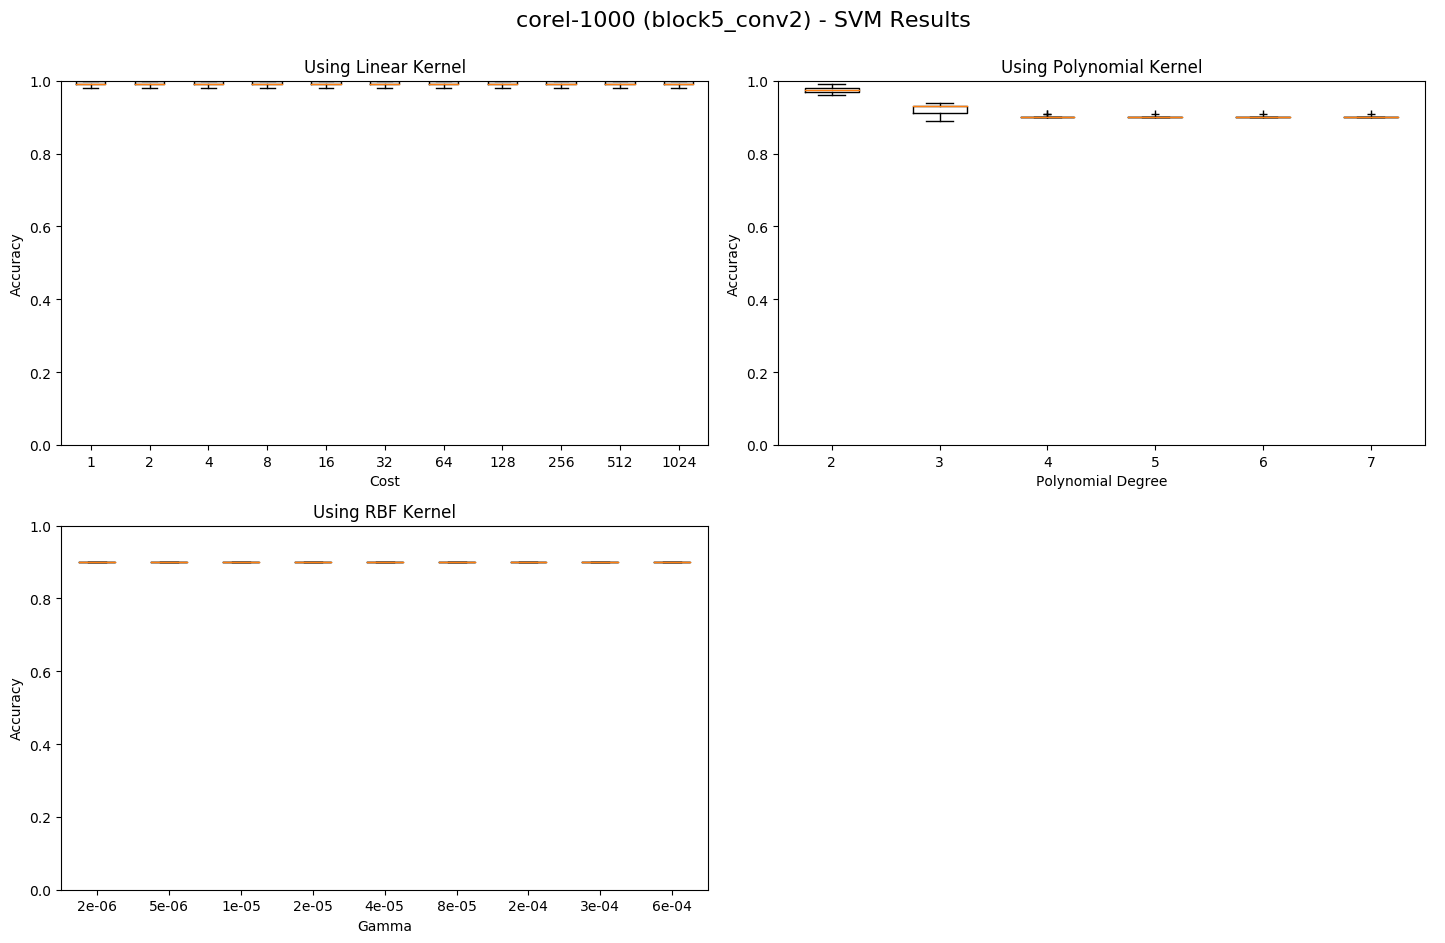 corel-1000 (block5_conv2) - SVM Results
Using Linear Kernel
1.0
0.8
0.6
0.4
0.2
0.0
Accuracy
1 2 4 8 16 32 64 128 256 512 1024
Cost
Using Polynomial Kernel
1.0
0.8
0.6
0.4
0.2
0.0
Accuracy
2 3 4 5 6 7
Polynomial Degree
Using RBF Kernel
1.0
0.8
0.6
0.4
0.2
0.0
Accuracy
2e-06 5e-06 1e-05 2e-05 4e-05 8e-05 2e-04 3e-04 6e-04
Gamma